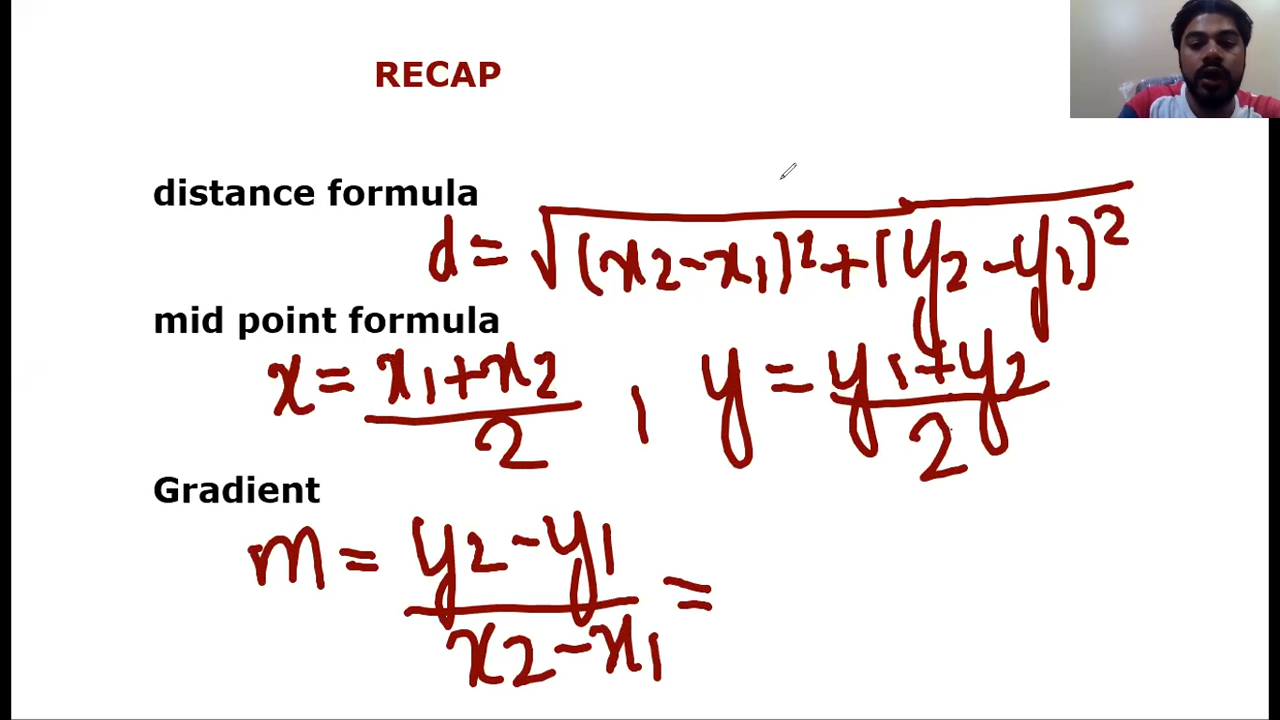 RECAP
distance formula
d = √(x2-x1)² + (y2-y1)²
mid point formula
x = x1+x2/2 , y = y1+y2/2
Gradient
m = y2-y1/x2-x1 =